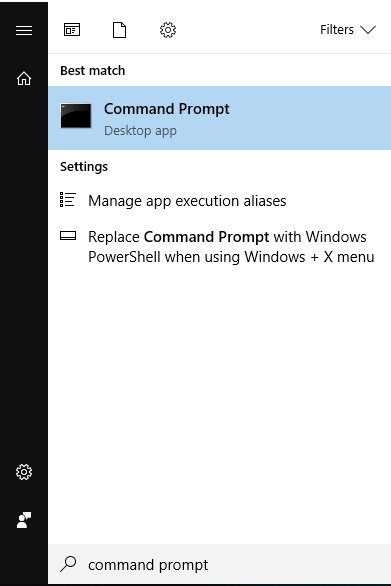 Filters
Best match
Command Prompt
Desktop app
Settings
Manage app execution aliases
Replace Command Prompt with Windows
PowerShell when using Windows + X menu
command prompt